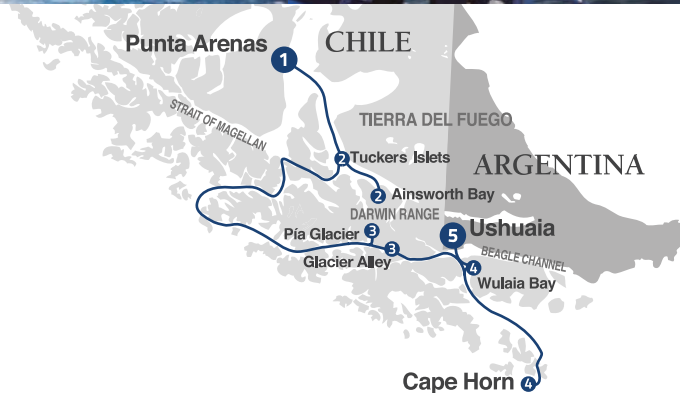 Punta Arenas
CHILE
1
STRAIT OF MAGELLAN
TIERRA DEL FUEGO
2 Tuckers Islets
ARGENTINA
2 Ainsworth Bay
DARWIN RANGE
Pía Glacier 3
5 Ushuaia
Glacier Alley 3
BEAGLE CHANNEL
4
Wulaia Bay
Cape Horn 4